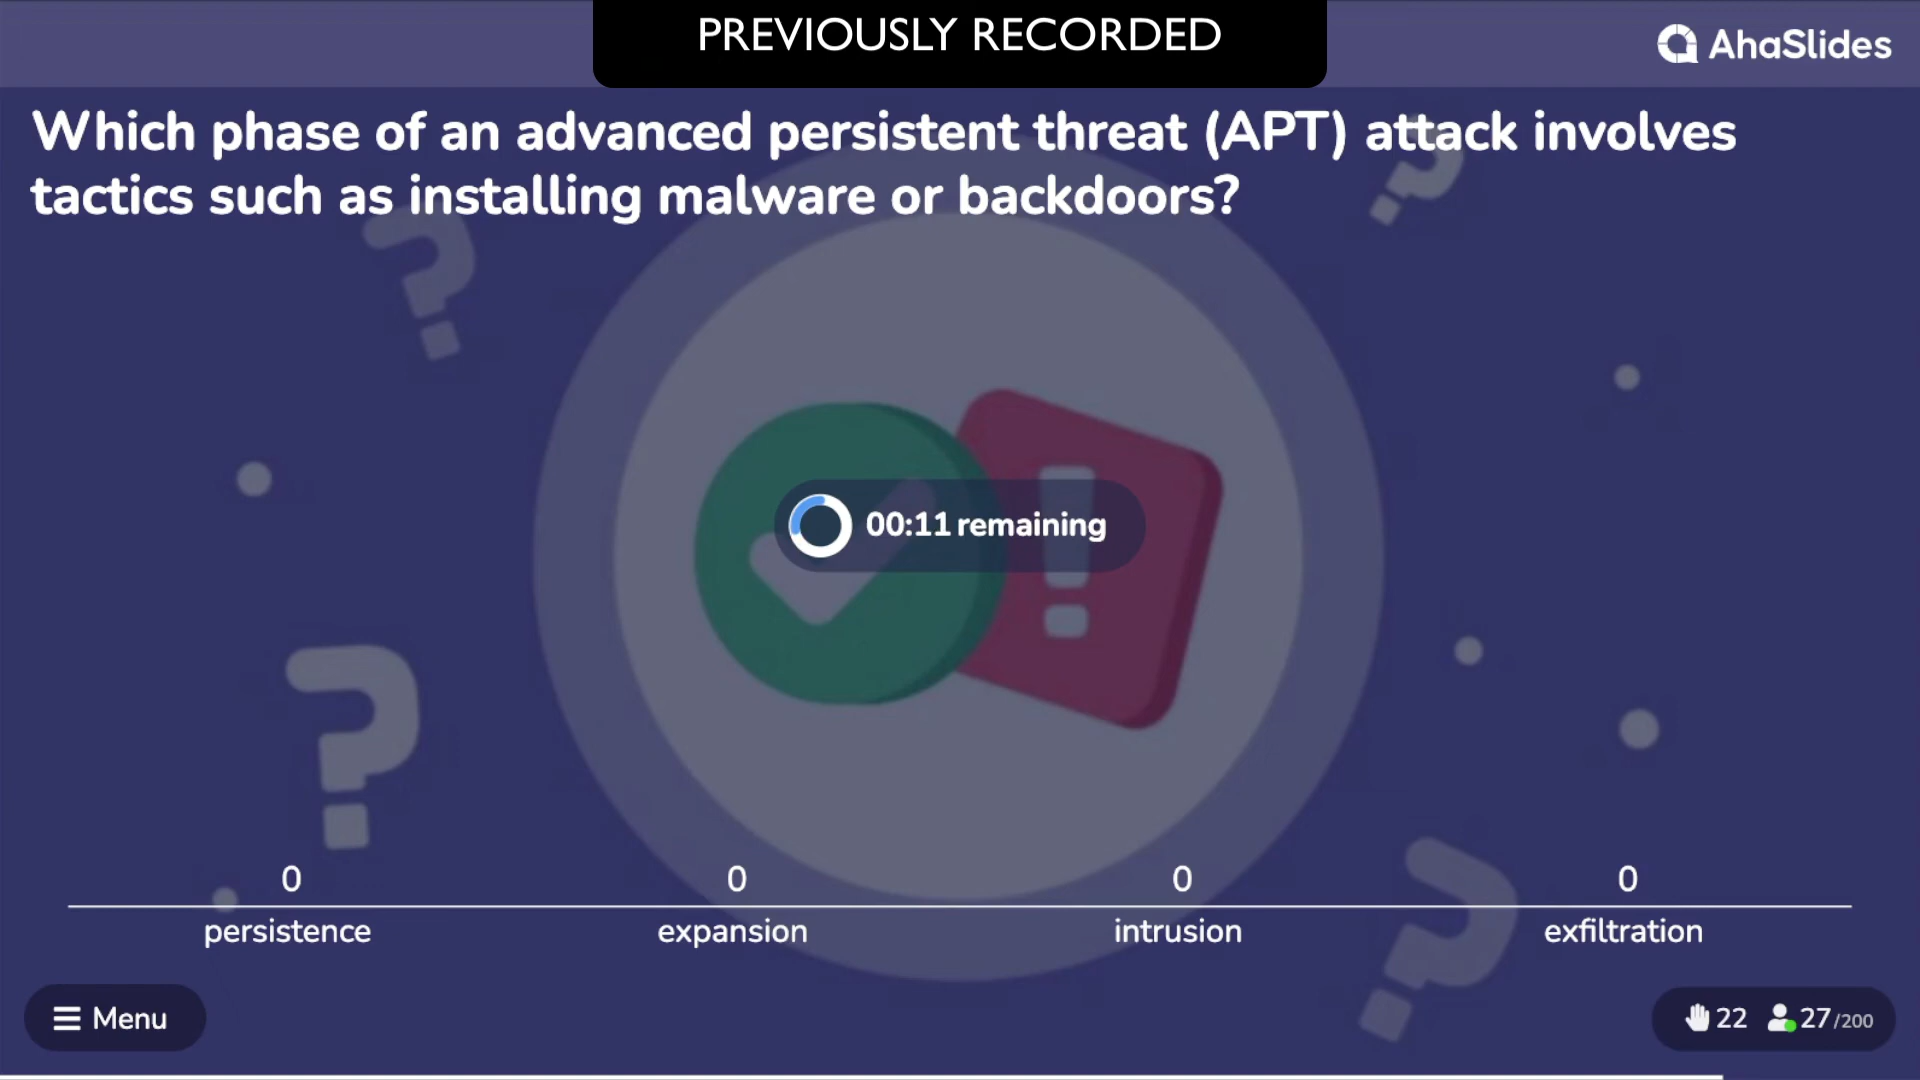 PREVIOUSLY RECORDED
AhaSlides
Which phase of an advanced persistent threat (APT) attack involves
tactics such as installing malware or backdoors?
00:11 remaining
0 0 0 0
persistence expansion intrusion exfiltration
Menu
22 27/200